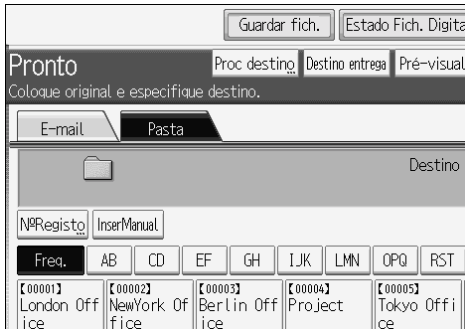 Guardar fich. Estado Fich. Digita
Pronto Proc destino Destino entrega Pré-visual
Coloque original e especifique destino.
E-mail Pasta
Destino
NºRegisto InserManual
Freq. AB CD EF GH IJK LMN OPQ RST
【00001】 【00002】 【00003】 【00004】 【00005】
London Off NewYork Of Berlin Off Project Tokyo Offi
ice ffice ice ce